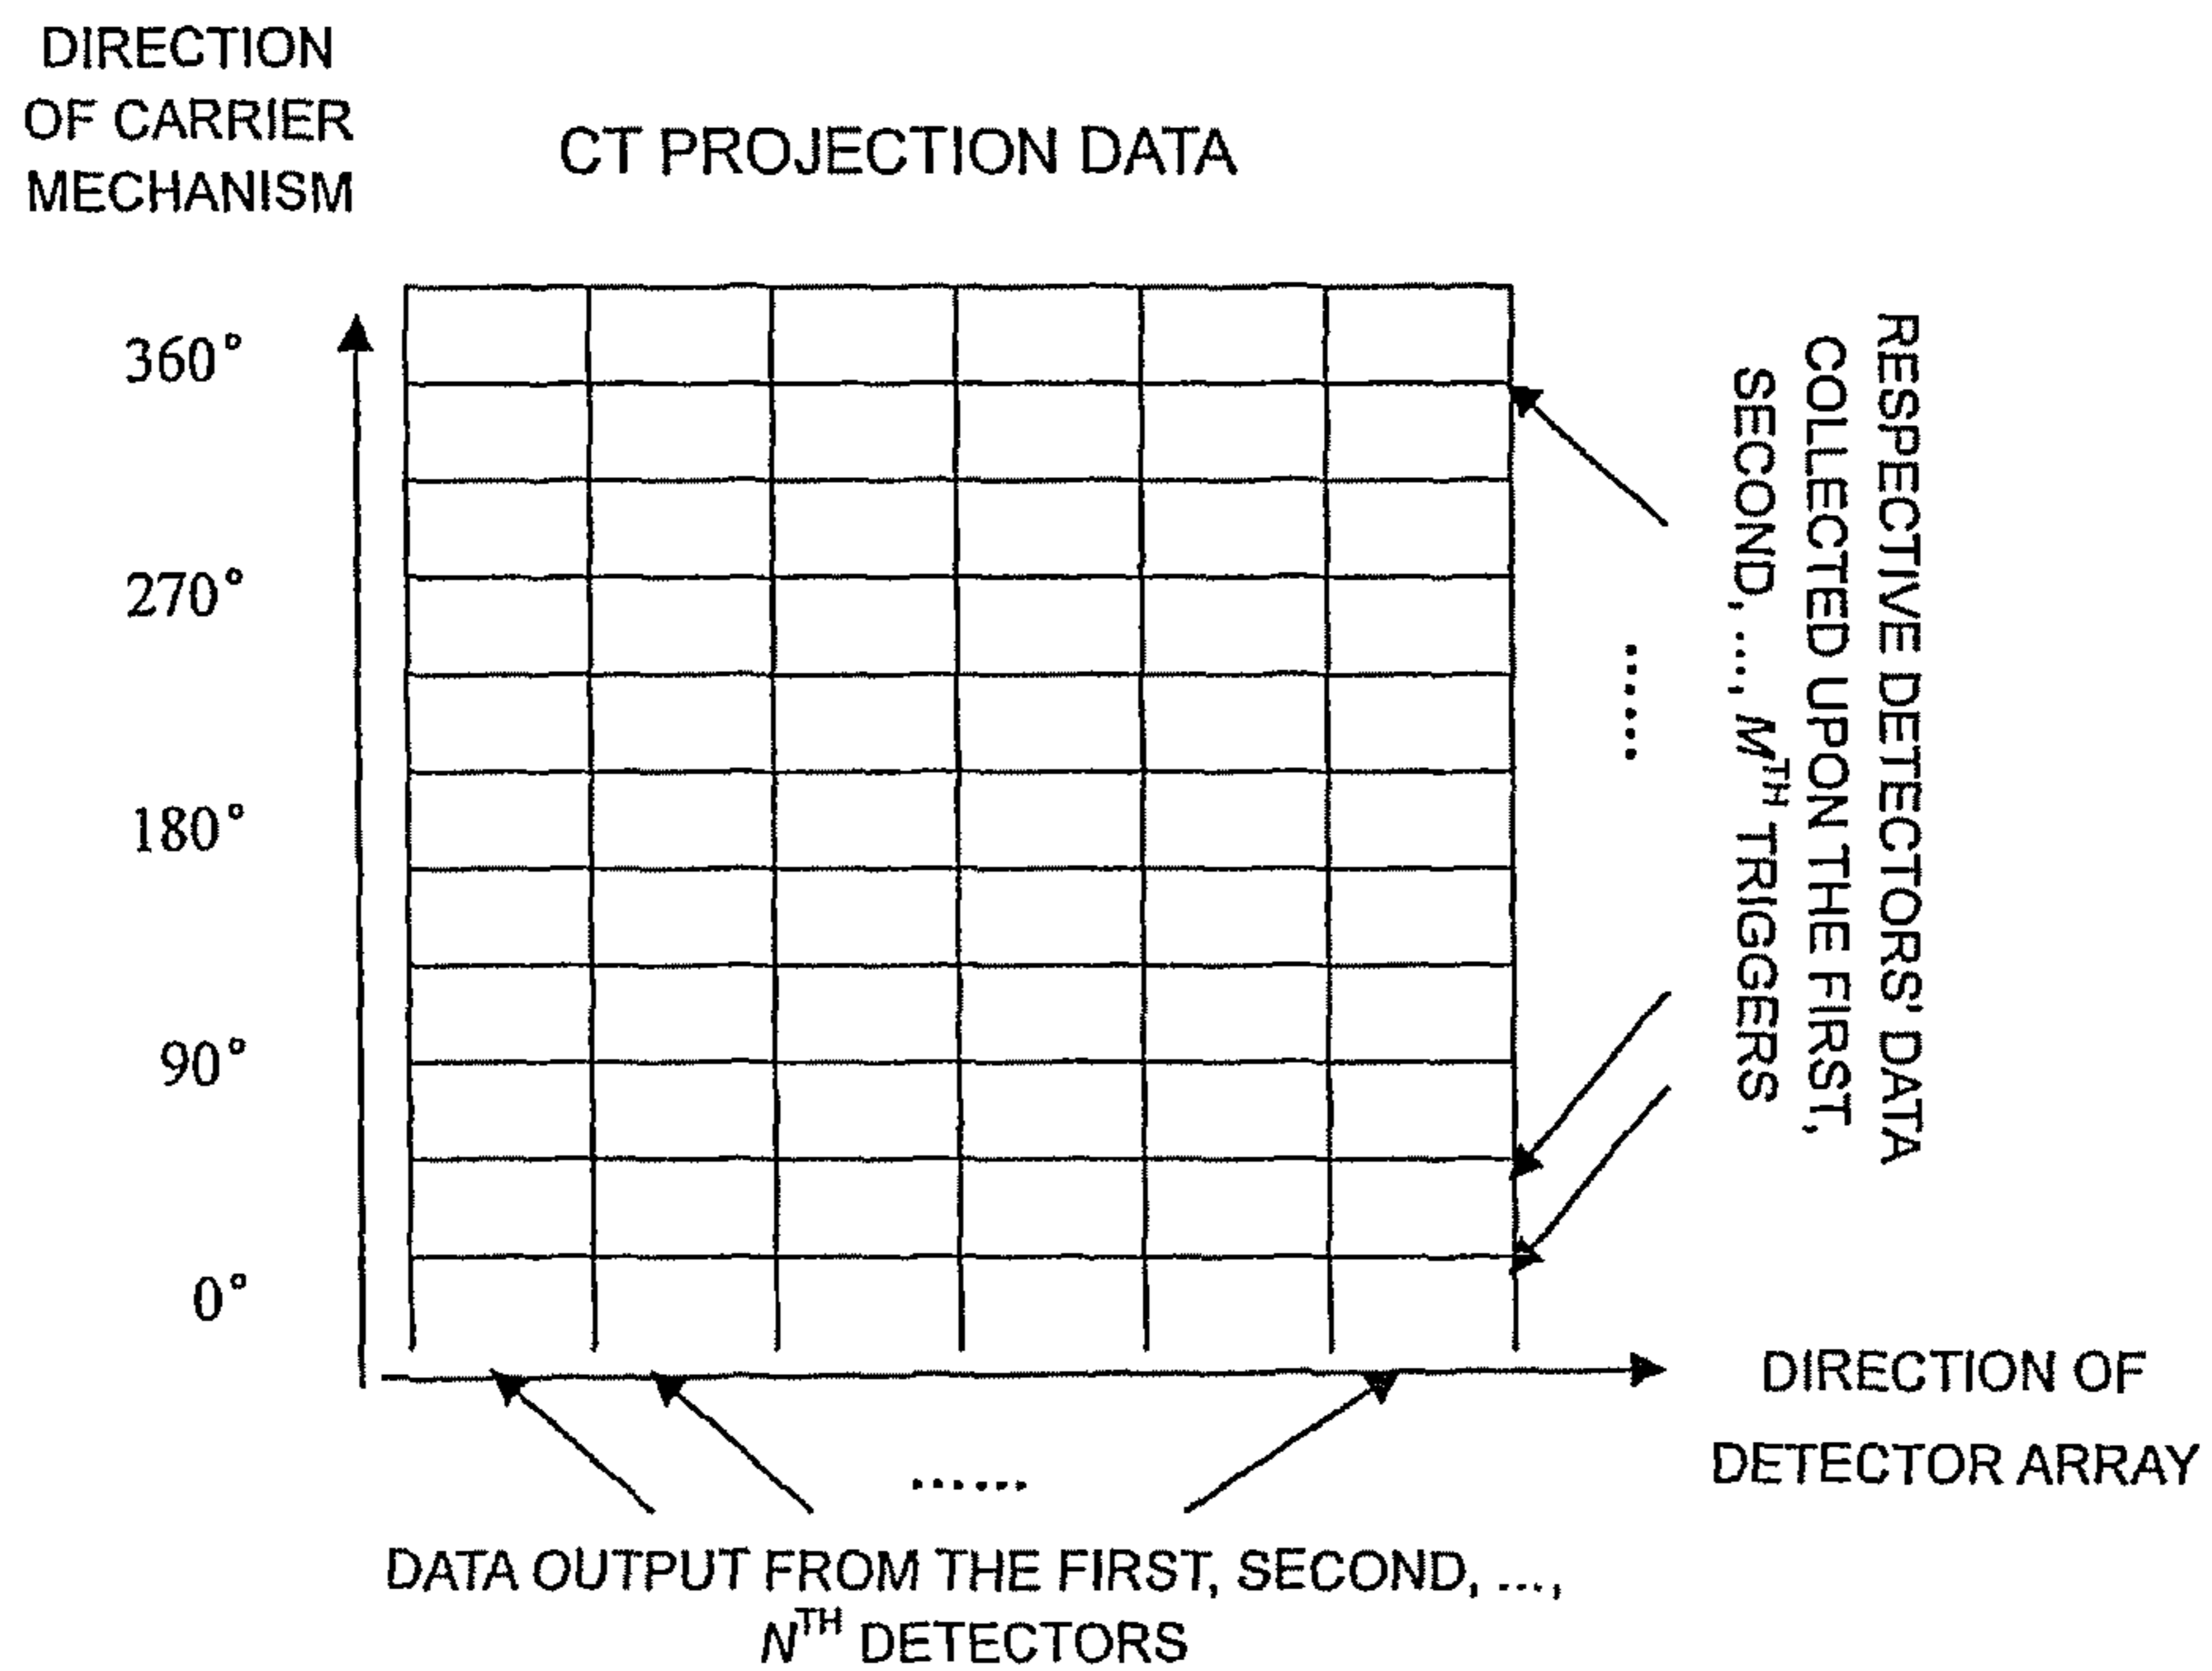 DIRECTION
OF CARRIER
MECHANISM
CT PROJECTION DATA
360°
270°
180°
90°
0°
RESPECTIVE DETECTORS' DATA
COLLECTED UPON THE FIRST,
SECOND, ..., MTH TRIGGERS
......
DIRECTION OF
DETECTOR ARRAY
......
DATA OUTPUT FROM THE FIRST, SECOND, ...,
NTH DETECTORS